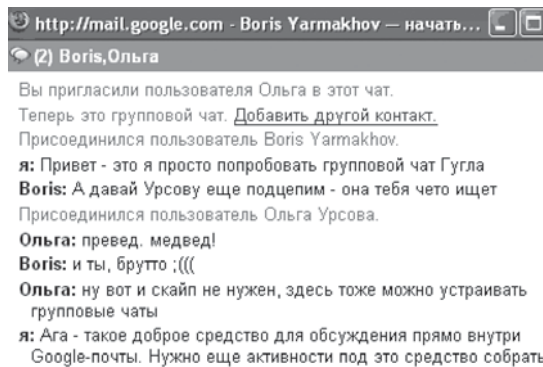 http://mail.google.com - Boris Yarmakhov — начать...
(2) Boris,Ольга
Вы пригласили пользователя Ольга в этот чат.
Теперь это групповой чат. Добавить другой контакт.
Присоединился пользователь Boris Yarmakhov.
я: Привет - это я просто попробовать групповой чат Гугла
Boris: А давай Урсову еще подцепим - она тебя чето ищет
Присоединился пользователь Ольга Урсова.
Ольга: превед. медвед!
Boris: и ты, брутто ;(((
Ольга: ну вот и скайп не нужен, здесь тоже можно устраивать
групповые чаты
я: Ага - такое доброе средство для обсуждения прямо внутри
Google-почты. Нужно еще активности под это средство собрать